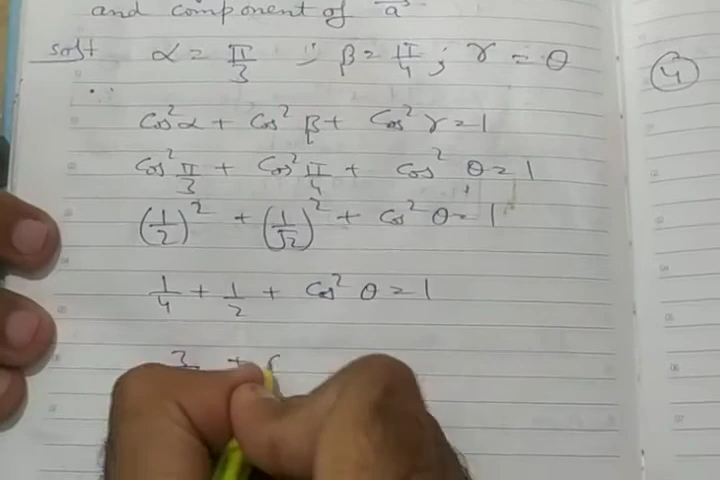 and component of a
soln α = π/3 ; β = π/4 ; γ = θ
4
∴
cos²α + cos²β + cos²γ = 1
cos² π/3 + cos² π/4 + cos² θ = 1
(1/2)² + (1/√2)² + cos² θ = 1
1/4 + 1/2 + cos² θ = 1
3 + c